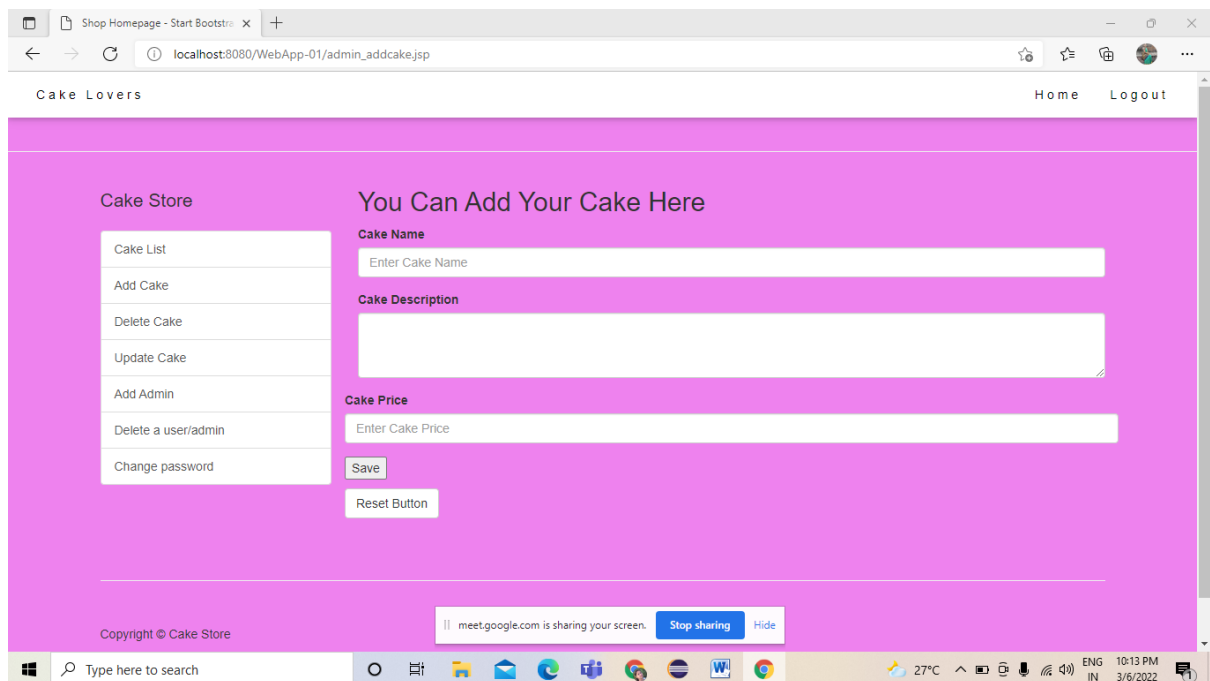 Shop Homepage - Start Bootstra
localhost:8080/WebApp-01/admin_addcake.jsp
Cake Lovers
Home
Logout
Cake Store
Cake List
Add Cake
Delete Cake
Update Cake
Add Admin
Delete a user/admin
Change password
You Can Add Your Cake Here
Cake Name
Enter Cake Name
Cake Description
Cake Price
Enter Cake Price
Save
Reset Button
Copyright © Cake Store
meet.google.com is sharing your screen.
Stop sharing
Hide
Type here to search
27°C
ENG
IN
10:13 PM
3/6/2022
1